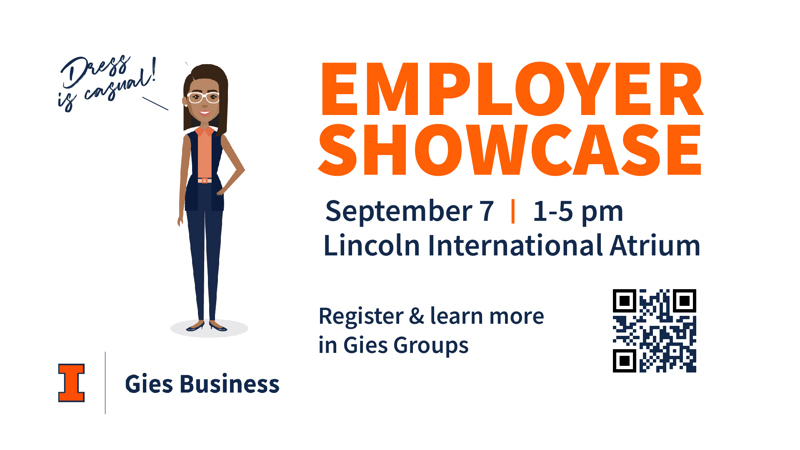 Dress
is casual!
EMPLOYER
SHOWCASE
September 7 | 1-5 pm
Lincoln International Atrium
Register & learn more
in Gies Groups
I
Gies Business